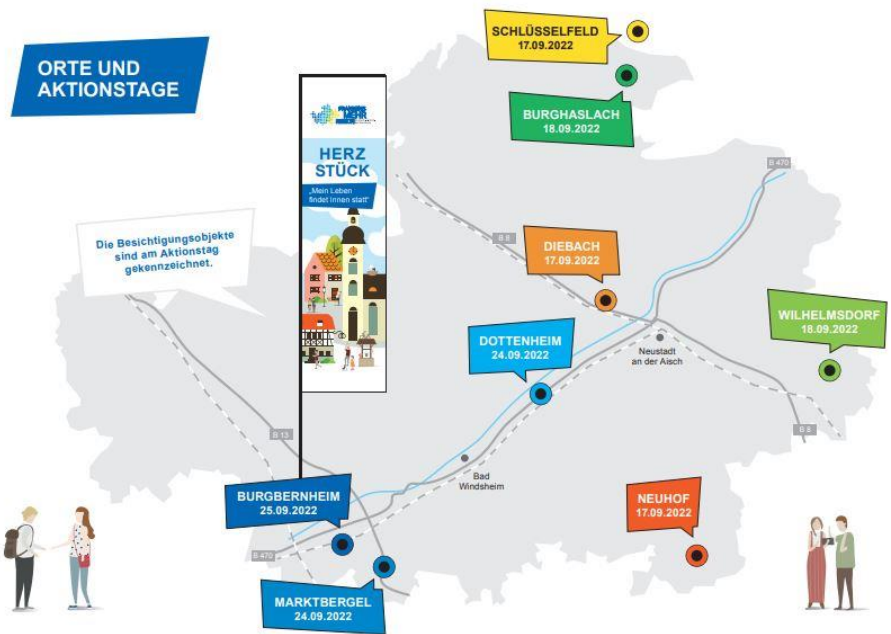 ORTE UND
AKTIONSTAGE
SCHLÜSSELFELD
17.09.2022
BURGHASLACH
18.09.2022
MEHR
HERZ
STÜCK
„Mein Leben
findet Innen statt“
B 470
B 8
Die Besichtigungsobjekte
sind am Aktionstag
gekennzeichnet.
DIEBACH
17.09.2022
WILHELMSDORF
18.09.2022
DOTTENHEIM
24.09.2022
Neustadt
an der Aisch
B 13
B 8
Bad
Windsheim
BURGBERNHEIM
25.09.2022
NEUHOF
17.09.2022
B 470
MARKTBERGEL
24.09.2022